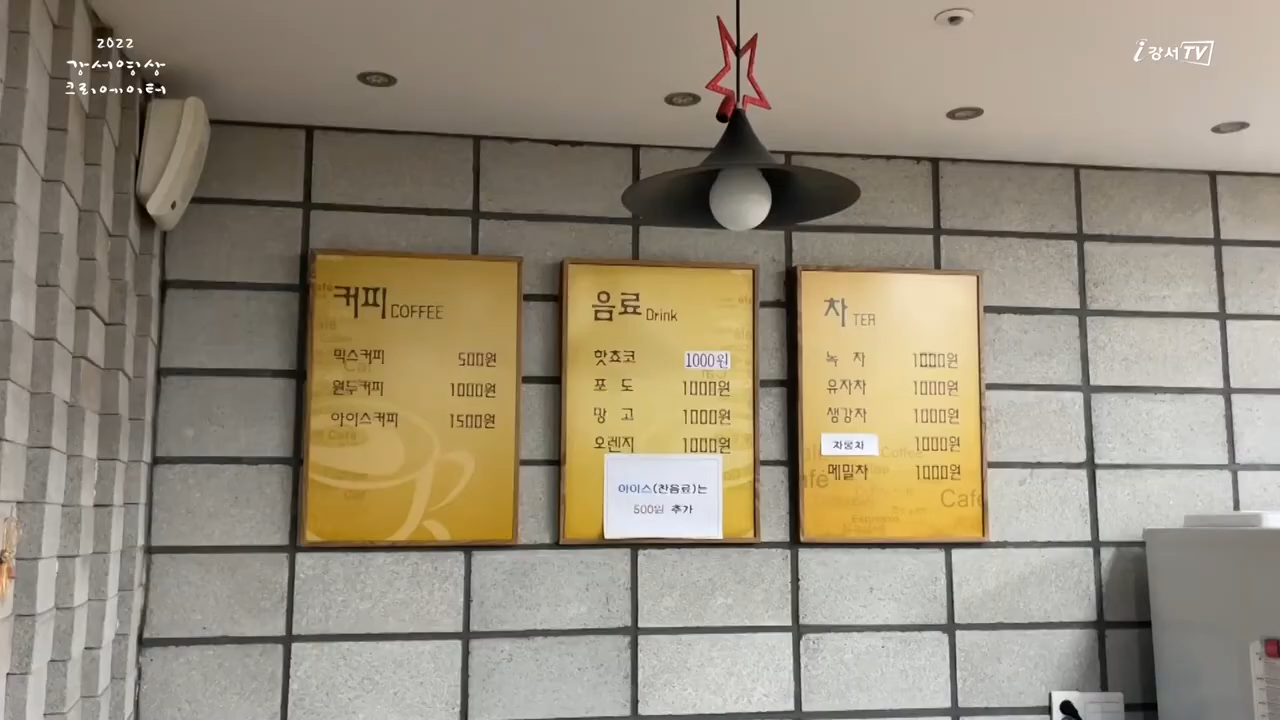 2022
강서영상
크리에이터
i강서TV
커피 COFFEE
믹스커피 500원
원두커피 1000원
아이스커피 1500원
음료 Drink
핫쵸코 1000원
포 도 1000원
망 고 1000원
오렌지 1000원
아이스(찬음료)는
500원 추가
차 TEA
녹 차 1000원
유자차 1000원
생강차 1000원
자몽차 1000원
메밀차 1000원
Cafe